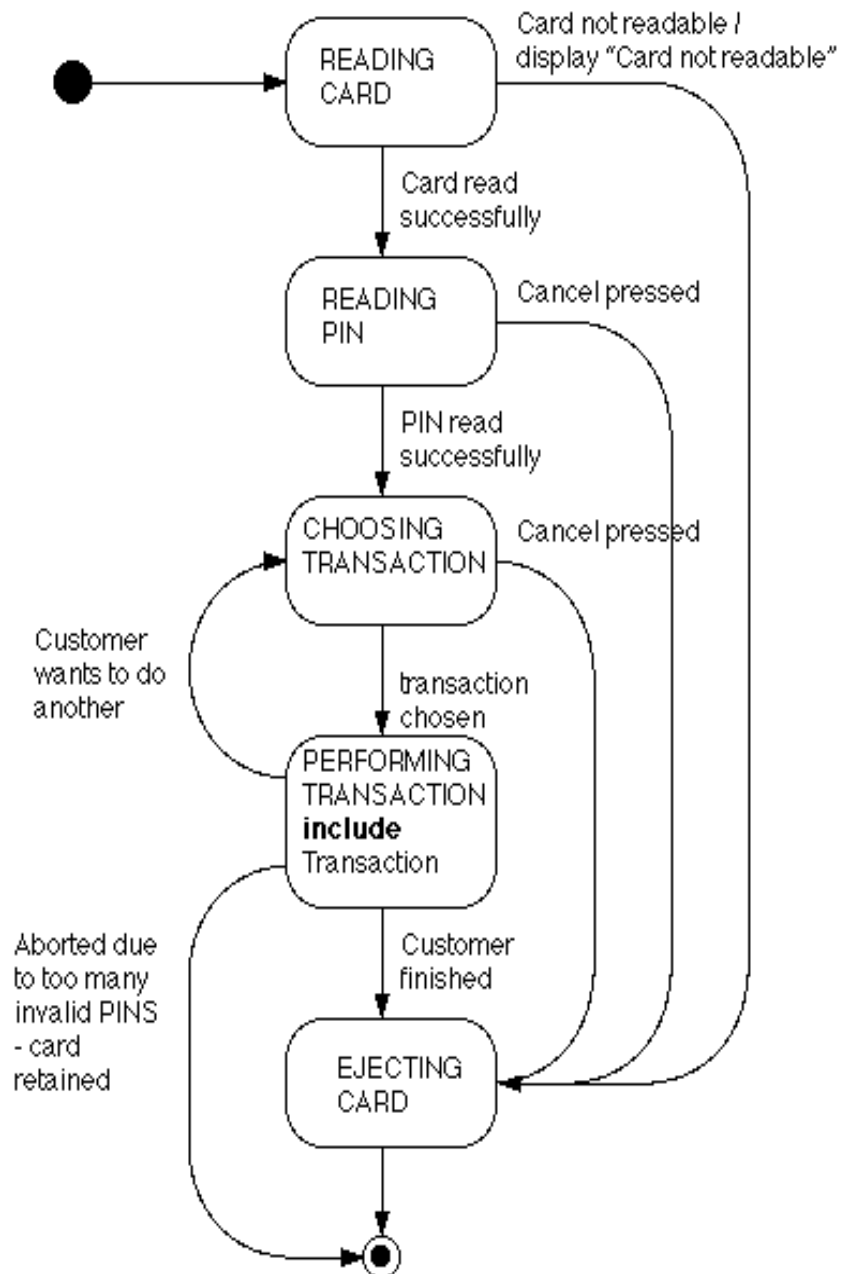 READING
CARD
Card not readable /
display “Card not readable”
Card read
successfully
READING
PIN
Cancel pressed
PIN read
successfully
CHOOSING
TRANSACTION
Cancel pressed
Customer
wants to do
another
transaction
chosen
PERFORMING
TRANSACTION
include
Transaction
Aborted due
to too many
invalid PINS
- card
retained
Customer
finished
EJECTING
CARD